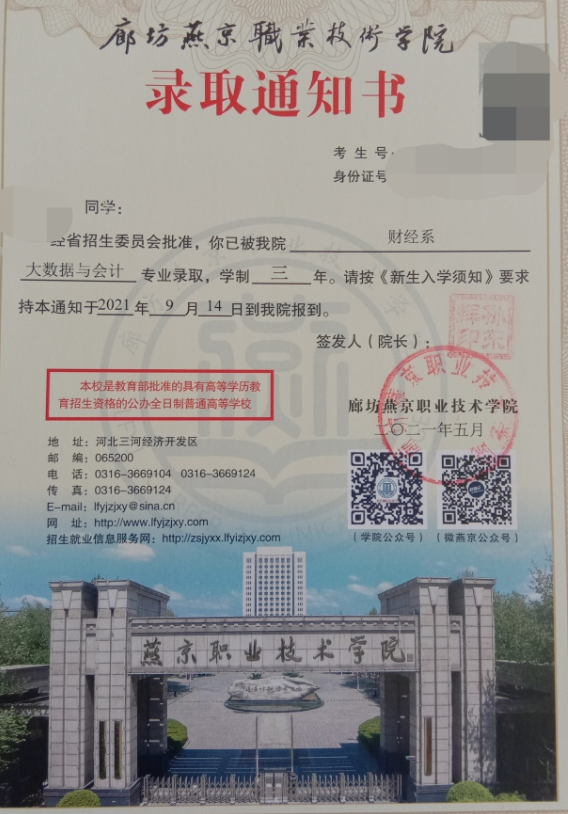 廊坊燕京職業技術学院
录取通知书
考生号
身份证号
同学：
经省招生委员会批准，你已被我院 财经系
大数据与会计 专业录取，学制 三 年。请按《新生入学须知》要求
持本通知于2021年 9 月 14 日到我院报到。
签发人（院长）：
本校是教育部批准的具有高等学历教
育招生资格的公办全日制普通高等学校
廊坊燕京职业技术学院
二〇二一年五月
地 址：河北三河经济开发区
邮 编：065200
电 话：0316-3669104 0316-3669124
传 真：0316-3669124
E-mail：lfyjzjxy@sina.cn
网 址：http://www.lfyjzjxy.com
招生就业信息服务网：http://zsjyxx.lfyizjxy.com
（学院公众号）
（微燕京公众号）
燕京职业技术学院